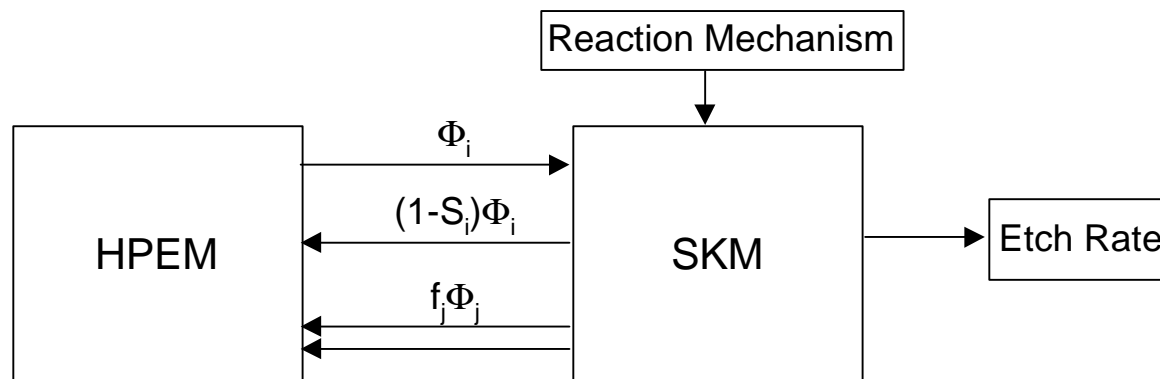 Reaction Mechanism
Φi
(1-Si)Φi
HPEM
SKM
Etch Rate
fjΦj